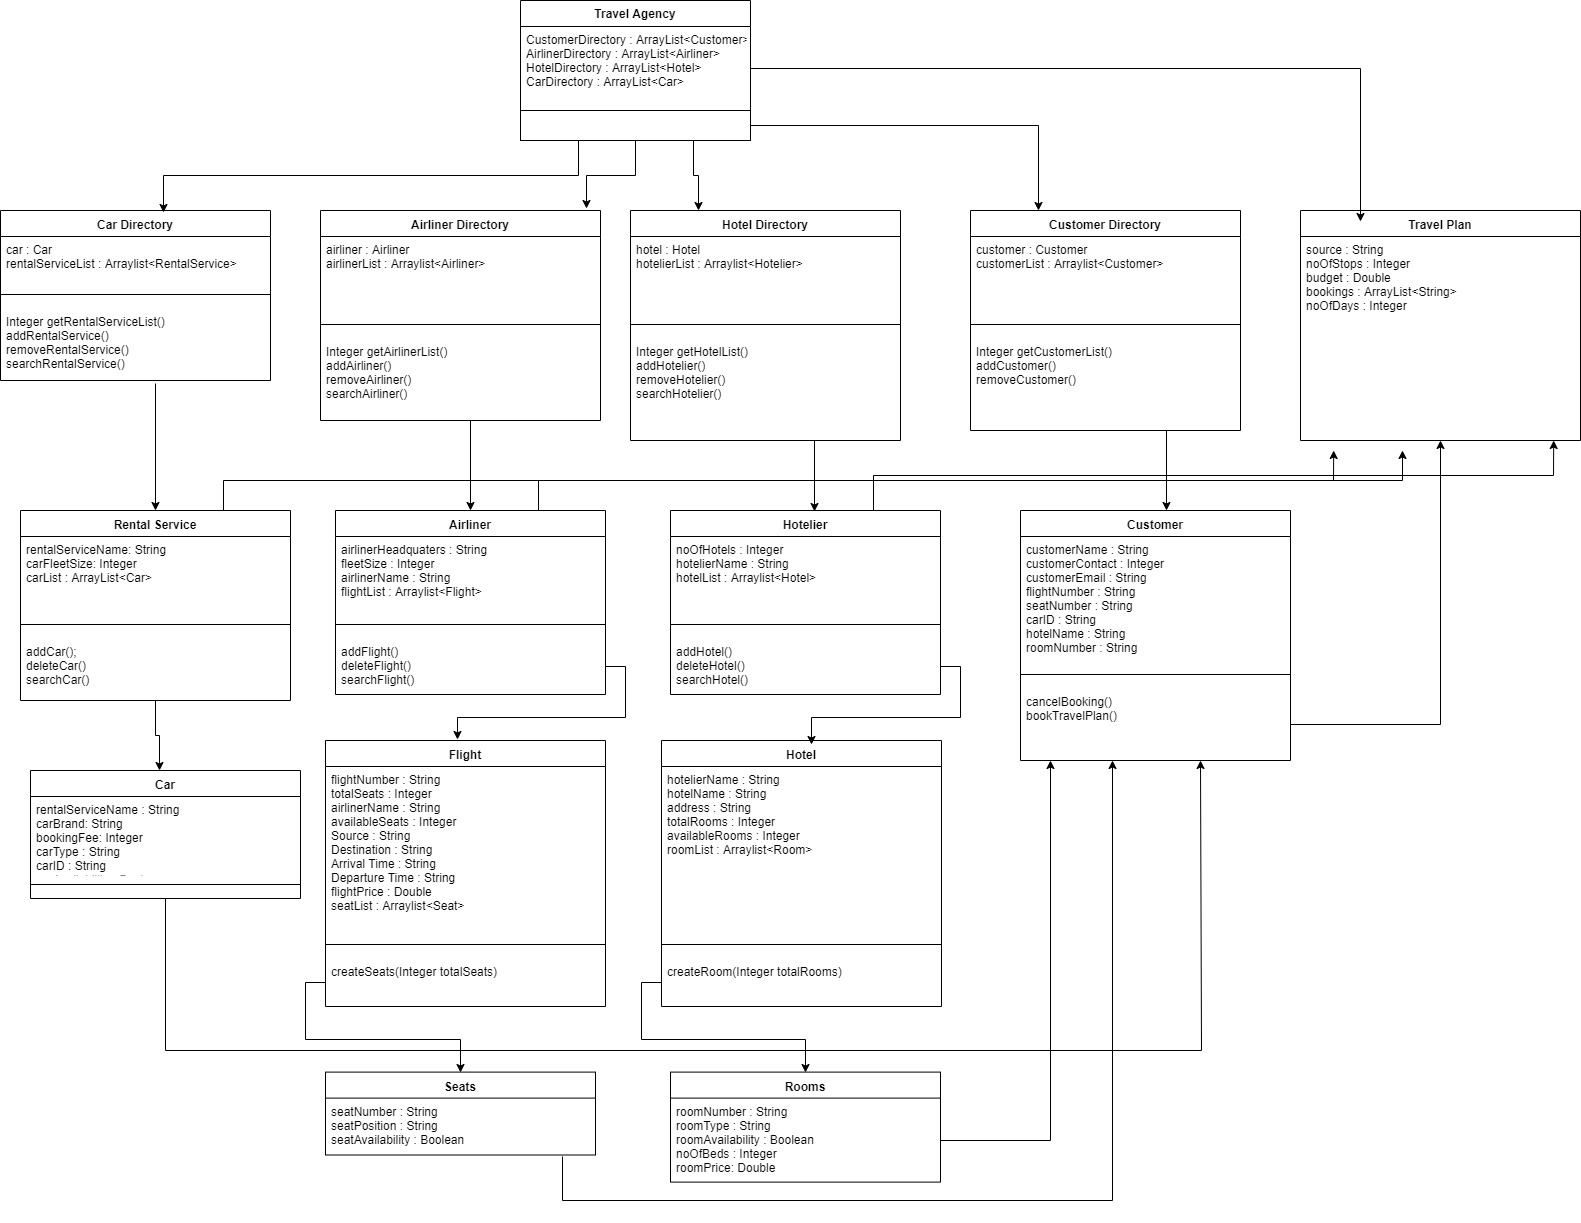 Travel Agency
CustomerDirectory : ArrayList<Customer>
AirlinerDirectory : ArrayList<Airliner>
HotelDirectory : ArrayList<Hotel>
CarDirectory : ArrayList<Car>
Car Directory
car : Car
rentalServiceList : Arraylist<RentalService>
Integer getRentalServiceList()
addRentalService()
removeRentalService()
searchRentalService()
Airliner Directory
airliner : Airliner
airlinerList : Arraylist<Airliner>
Integer getAirlinerList()
addAirliner()
removeAirliner()
searchAirliner()
Hotel Directory
hotel : Hotel
hotelierList : Arraylist<Hotelier>
Integer getHotelList()
addHotelier()
removeHotelier()
searchHotelier()
Customer Directory
customer : Customer
customerList : Arraylist<Customer>
Integer getCustomerList()
addCustomer()
removeCustomer()
Travel Plan
source : String
noOfStops : Integer
budget : Double
bookings : ArrayList<String>
noOfDays : Integer
Rental Service
rentalServiceName: String
carFleetSize: Integer
carList : ArrayList<Car>
addCar();
deleteCar()
searchCar()
Airliner
airlinerHeadquaters : String
fleetSize : Integer
airlinerName : String
flightList : Arraylist<Flight>
addFlight()
deleteFlight()
searchFlight()
Hotelier
noOfHotels : Integer
hotelierName : String
hotelList : Arraylist<Hotel>
addHotel()
deleteHotel()
searchHotel()
Customer
customerName : String
customerContact : Integer
customerEmail : String
flightNumber : String
seatNumber : String
carID : String
hotelName : String
roomNumber : String
cancelBooking()
bookTravelPlan()
Car
rentalServiceName : String
carBrand: String
bookingFee: Integer
carType : String
carID : String
Flight
flightNumber : String
totalSeats : Integer
airlinerName : String
availableSeats : Integer
Source : String
Destination : String
Arrival Time : String
Departure Time : String
flightPrice : Double
seatList : Arraylist<Seat>
createSeats(Integer totalSeats)
Hotel
hotelierName : String
hotelName : String
address : String
totalRooms : Integer
availableRooms : Integer
roomList : Arraylist<Room>
createRoom(Integer totalRooms)
Seats
seatNumber : String
seatPosition : String
seatAvailability : Boolean
Rooms
roomNumber : String
roomType : String
roomAvailability : Boolean
noOfBeds : Integer
roomPrice: Double